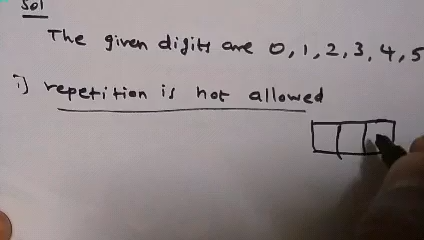 Sol
The given digits are 0, 1, 2, 3, 4, 5
i) repetition is not allowed